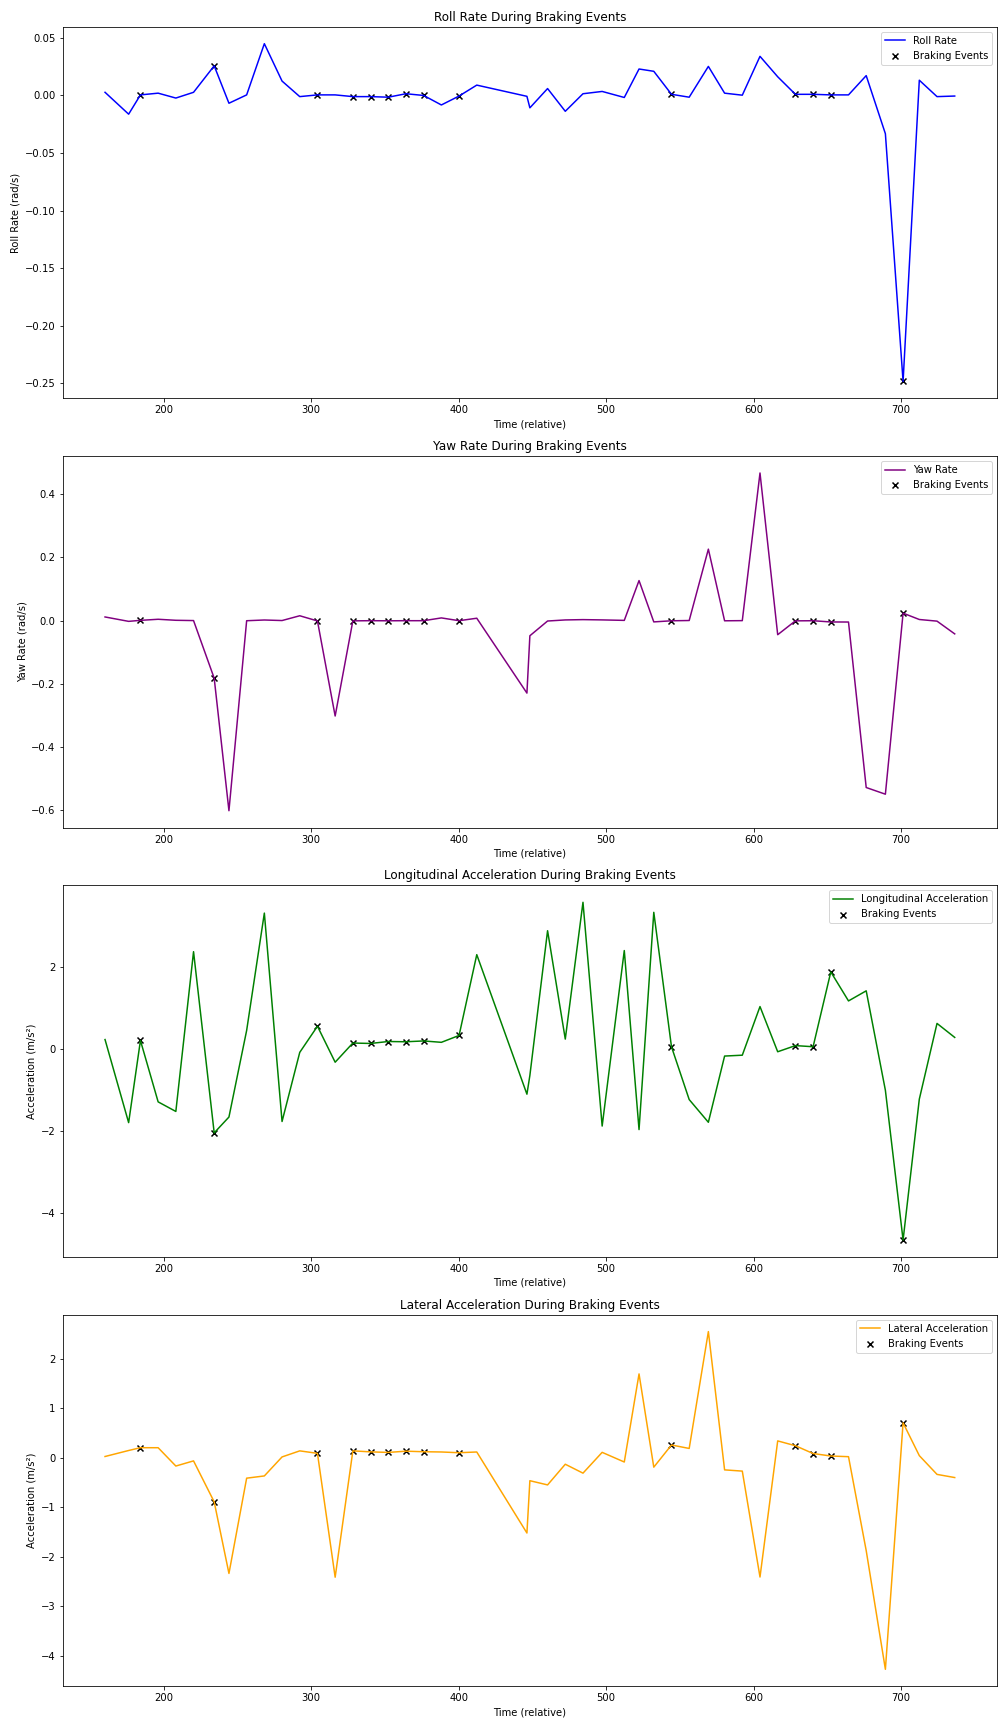 Roll Rate During Braking Events
Roll Rate
Braking Events
0.05
0.00
−0.05
−0.10
−0.15
−0.20
−0.25
Roll Rate (rad/s)
200 300 400 500 600 700
Time (relative)
Yaw Rate During Braking Events
Yaw Rate
Braking Events
0.4
0.2
0.0
−0.2
−0.4
−0.6
Yaw Rate (rad/s)
200 300 400 500 600 700
Time (relative)
Longitudinal Acceleration During Braking Events
Longitudinal Acceleration
Braking Events
2
0
−2
−4
Acceleration (m/s²)
200 300 400 500 600 700
Time (relative)
Lateral Acceleration During Braking Events
Lateral Acceleration
Braking Events
2
1
0
−1
−2
−3
−4
Acceleration (m/s²)
200 300 400 500 600 700
Time (relative)